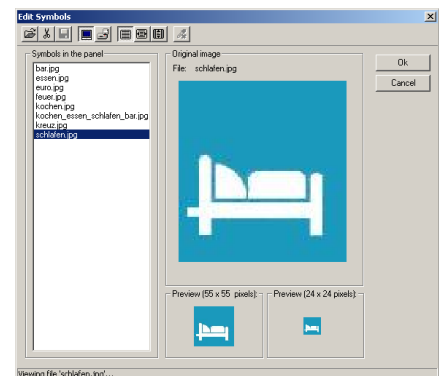 Edit Symbols
Symbols in the panel
bar.jpg
essen.jpg
euro.jpg
feuer.jpg
kochen.jpg
kochen_essen_schlafen_bar.jpg
kreuz.jpg
schlafen.jpg
Original image
File: schlafen.jpg
Ok
Cancel
Preview (55 x 55 pixels):
Preview (24 x 24 pixels):
Viewing file 'schlafen.jpg'...